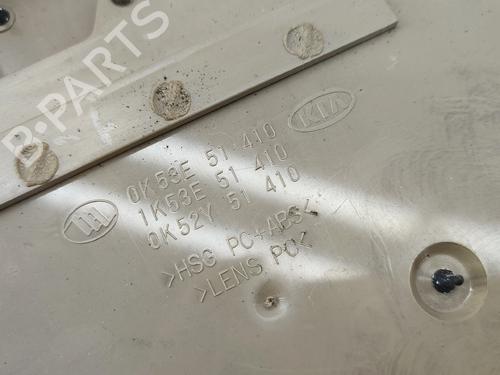 B-PARTS
KIA
0K53E 51 410
1K53E 51 410
0K52Y 51 410
>HSG PC+ABS<
>LENS PC<